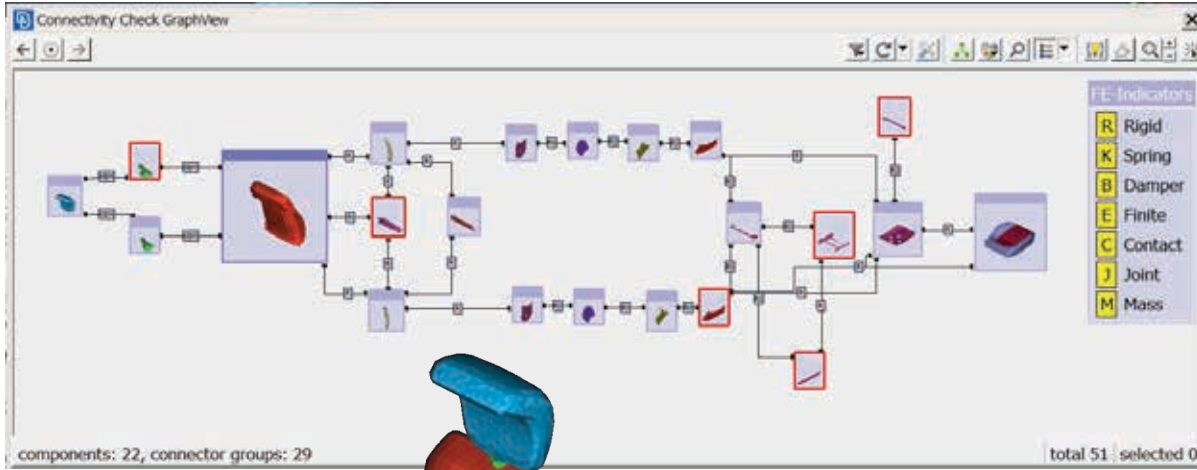 Connectivity Check GraphView
FE-Indicators
R Rigid
K Spring
B Damper
E Finite
C Contact
J Joint
M Mass
components: 22, connector groups: 29
total 51 selected 0